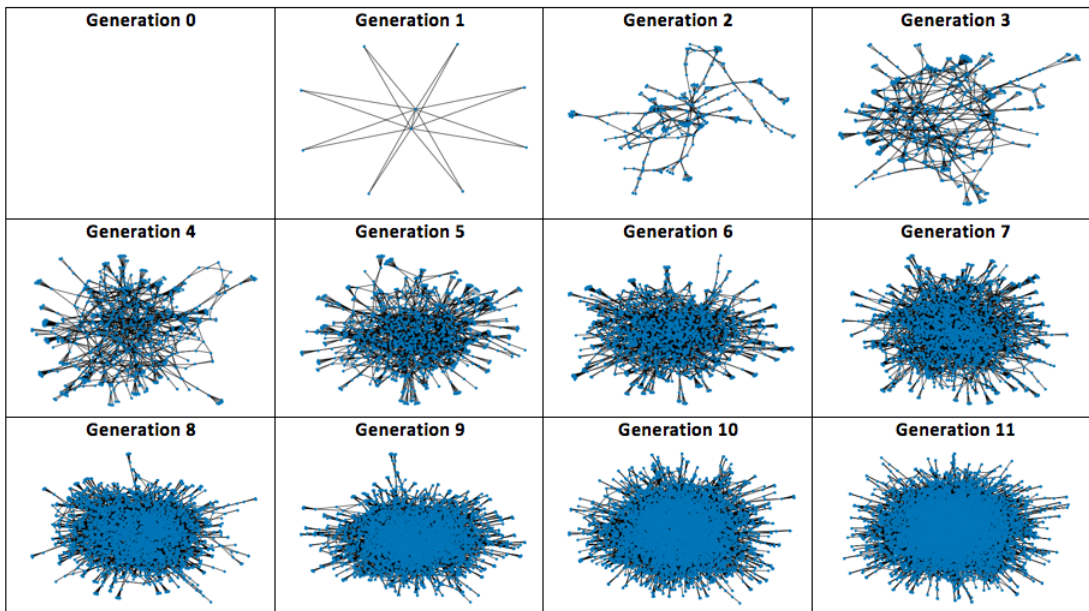 Generation 0
Generation 1
Generation 2
Generation 3
Generation 4
Generation 5
Generation 6
Generation 7
Generation 8
Generation 9
Generation 10
Generation 11